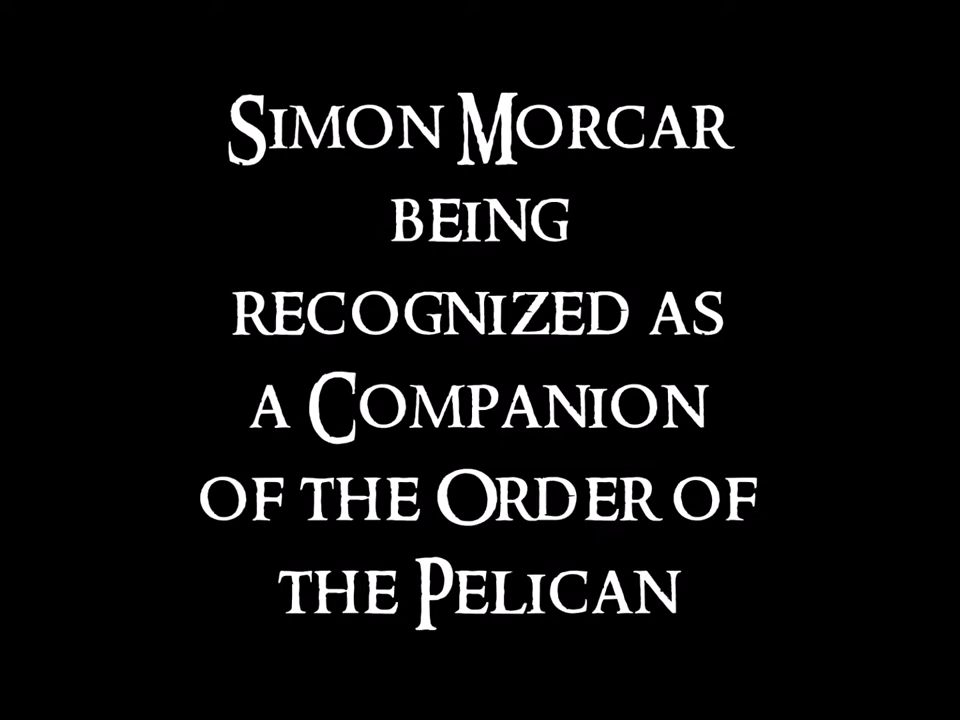 Simon Morcar
being
recognized as
a Companion
of the Order of
the Pelican